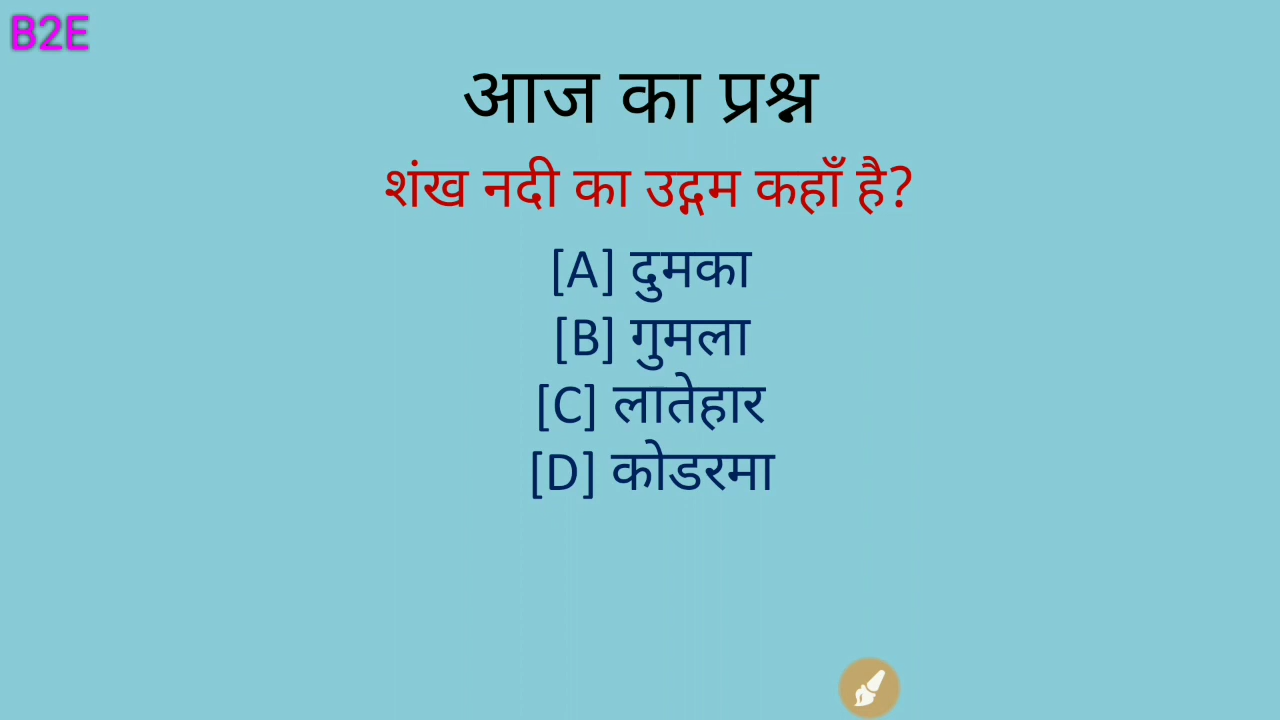 B2E
आज का प्रश्न
शंख नदी का उद्गम कहाँ है?
[A] दुमका
[B] गुमला
[C] लातेहार
[D] कोडरमा